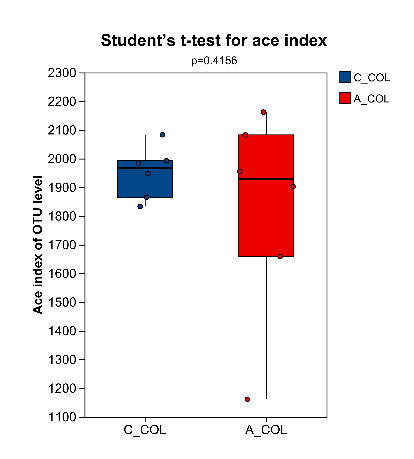 Student's t-test for ace index
p=0.4156
C_COL
A_COL
Ace index of OTU level
2300
2200
2100
2000
1900
1800
1700
1600
1500
1400
1300
1200
1100
C_COL
A_COL